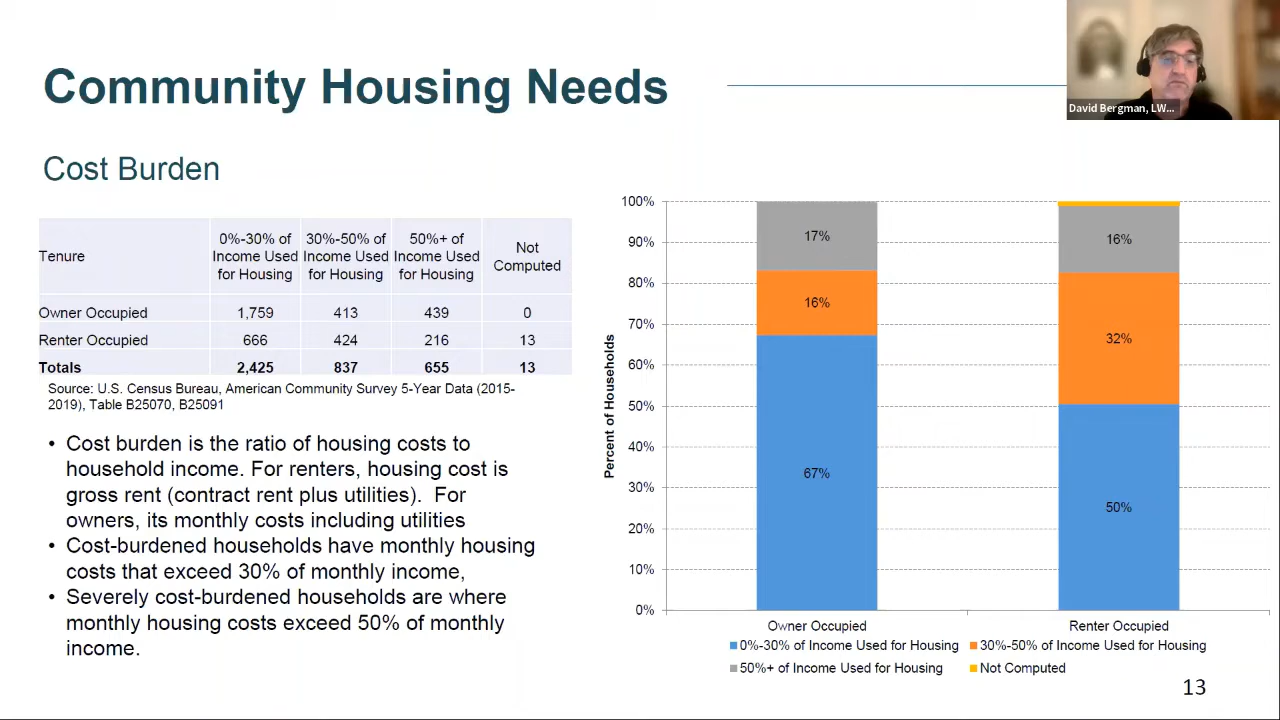 Community Housing Needs
David Bergman, LW...
Cost Burden
Tenure
0%-30% of
Income Used
for Housing
30%-50% of
Income Used
for Housing
50%+ of
Income Used
for Housing
Not
Computed
Owner Occupied 1,759 413 439 0
Renter Occupied 666 424 216 13
Totals 2,425 837 655 13
Source: U.S. Census Bureau, American Community Survey 5-Year Data (2015-
2019), Table B25070, B25091
• Cost burden is the ratio of housing costs to
household income. For renters, housing cost is
gross rent (contract rent plus utilities). For
owners, its monthly costs including utilities
• Cost-burdened households have monthly housing
costs that exceed 30% of monthly income,
• Severely cost-burdened households are where
monthly housing costs exceed 50% of monthly
income.
Percent of Households
100%
90%
80%
70%
60%
50%
40%
30%
20%
10%
0%
17%
16%
67%
16%
32%
50%
Owner Occupied Renter Occupied
0%-30% of Income Used for Housing 30%-50% of Income Used for Housing
50%+ of Income Used for Housing Not Computed
13